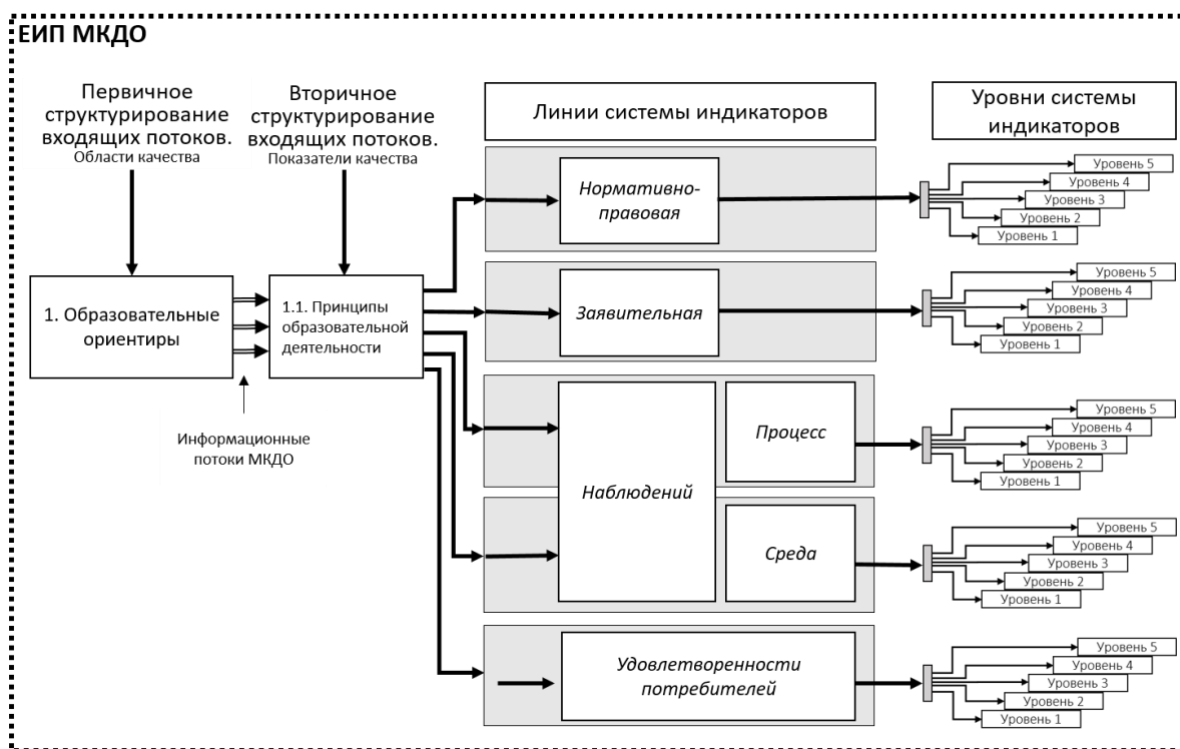 ЕИП МКДО
Первичное
структурирование
входящих потоков.
Области качества
Вторичное
структурирование
входящих потоков.
Показатели качества
Линии системы индикаторов
Уровни системы
индикаторов
1. Образовательные
ориентиры
1.1. Принципы
образовательной
деятельности
Информационные
потоки МКДО
Нормативно-
правовая
Уровень 5
Уровень 4
Уровень 3
Уровень 2
Уровень 1
Заявительная
Уровень 5
Уровень 4
Уровень 3
Уровень 2
Уровень 1
Наблюдений
Процесс
Уровень 5
Уровень 4
Уровень 3
Уровень 2
Уровень 1
Среда
Уровень 5
Уровень 4
Уровень 3
Уровень 2
Уровень 1
Удовлетворенности
потребителей
Уровень 5
Уровень 4
Уровень 3
Уровень 2
Уровень 1